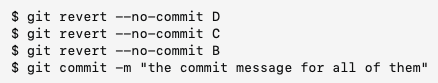 $ git revert --no-commit D
$ git revert --no-commit C
$ git revert --no-commit B
$ git commit -m "the commit message for all of them"